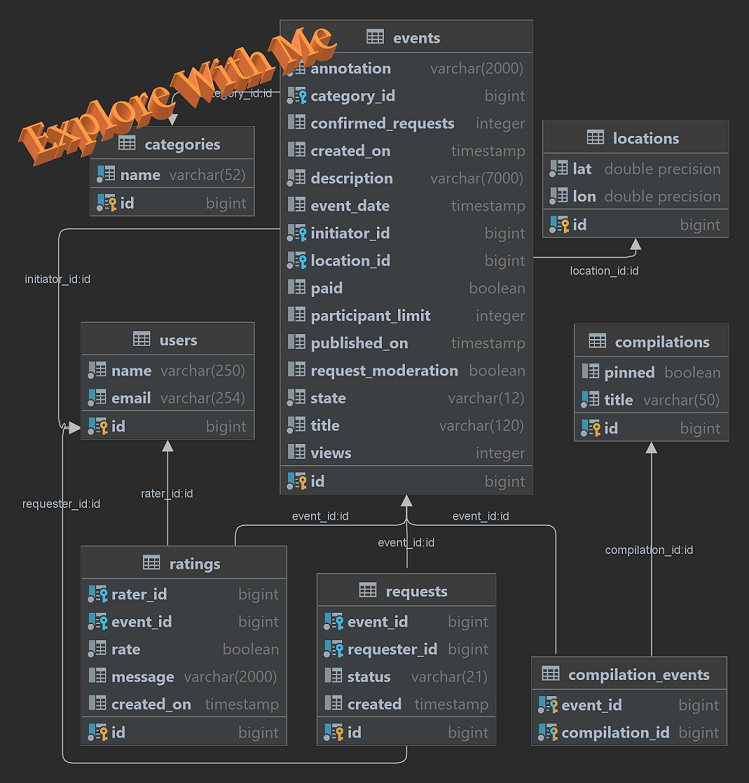 Explore With Me
events
annotation varchar(2000)
category_id bigint
confirmed_requests integer
created_on timestamp
description varchar(7000)
event_date timestamp
initiator_id bigint
location_id bigint
paid boolean
participant_limit integer
published_on timestamp
request_moderation boolean
state varchar(12)
title varchar(120)
views integer
id bigint
egory_id:id
categories
name varchar(52)
id bigint
locations
lat double precision
lon double precision
id bigint
location_id:id
initiator_id:id
users
name varchar(250)
email varchar(254)
id bigint
compilations
pinned boolean
title varchar(50)
id bigint
requester_id:id
rater_id:id
event_id:id
event_id:id
event_id:id
compilation_id:id
ratings
rater_id bigint
event_id bigint
rate boolean
message varchar(2000)
created_on timestamp
id bigint
requests
event_id bigint
requester_id bigint
status varchar(21)
created timestamp
id bigint
compilation_events
event_id bigint
compilation_id bigint